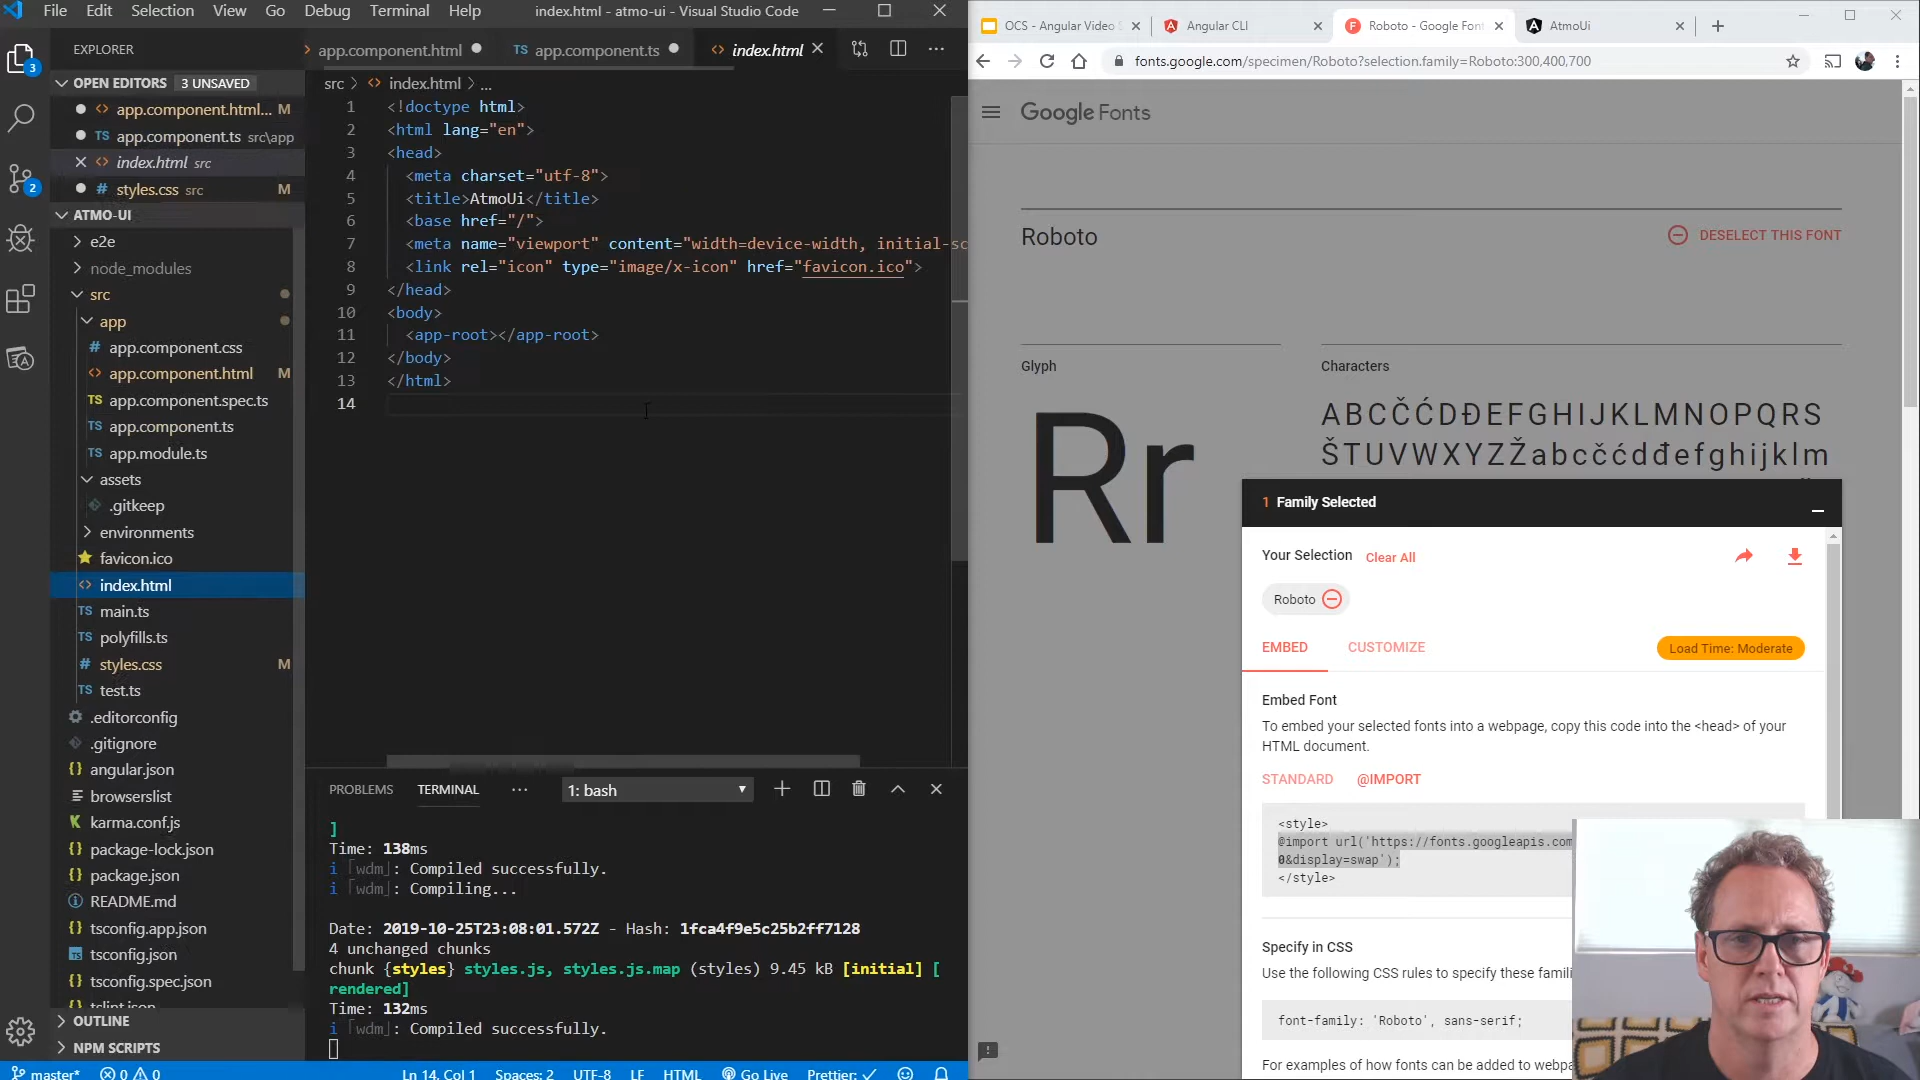 File Edit Selection View Go Debug Terminal Help index.html - atmo-ui - Visual Studio Code
EXPLORER
app.component.html TS app.component.ts index.html
OPEN EDITORS 3 UNSAVED
app.component.html... M
TS app.component.ts src\app
index.html src
# styles.css src M
ATMO-UI
e2e
node_modules
src
app
# app.component.css
app.component.html M
TS app.component.spec.ts
TS app.component.ts
TS app.module.ts
assets
.gitkeep
environments
favicon.ico
index.html
TS main.ts
TS polyfills.ts
# styles.css M
TS test.ts
.editorconfig
.gitignore
{} angular.json
browserslist
karma.conf.js
{} package-lock.json
{} package.json
README.md
{} tsconfig.app.json
tsconfig.json
{} tsconfig.spec.json
{} tslint.json
OUTLINE
NPM SCRIPTS
3
2
src > index.html > ...
1 <!doctype html>
2 <html lang="en">
3 <head>
4 <meta charset="utf-8">
5 <title>AtmoUi</title>
6 <base href="/">
7 <meta name="viewport" content="width=device-width, initial-sc
8 <link rel="icon" type="image/x-icon" href="favicon.ico">
9 </head>
10 <body>
11 <app-root></app-root>
12 </body>
13 </html>
14
PROBLEMS TERMINAL ... 1: bash
]
Time: 138ms
i ｢wdm｣: Compiled successfully.
i ｢wdm｣: Compiling...
Date: 2019-10-25T23:08:01.572Z - Hash: 1fca4f9e5c25b2ff7128
4 unchanged chunks
chunk {styles} styles.js, styles.js.map (styles) 9.45 kB [initial] [
rendered]
Time: 132ms
i ｢wdm｣: Compiled successfully.
master* 0 0 Ln 14, Col 1 Spaces: 2 UTF-8 LF HTML Go Live Prettier: ✓
OCS - Angular Video S Angular CLI Roboto - Google Font AtmoUi
fonts.google.com/specimen/Roboto?selection.family=Roboto:300,400,700
Google Fonts
Roboto
DESELECT THIS FONT
Glyph
Characters
Rr
ABCČĆDĐEFGHIJKLMNOPQRS
ŠTUVWXYZŽabcčćdđefghijklm
1 Family Selected
Your Selection Clear All
Roboto
EMBED CUSTOMIZE Load Time: Moderate
Embed Font
To embed your selected fonts into a webpage, copy this code into the <head> of your
HTML document.
STANDARD @IMPORT
<style>
@import url('https://fonts.googleapis.com
0&display=swap');
</style>
Specify in CSS
Use the following CSS rules to specify these famili
font-family: 'Roboto', sans-serif;
For examples of how fonts can be added to webpa